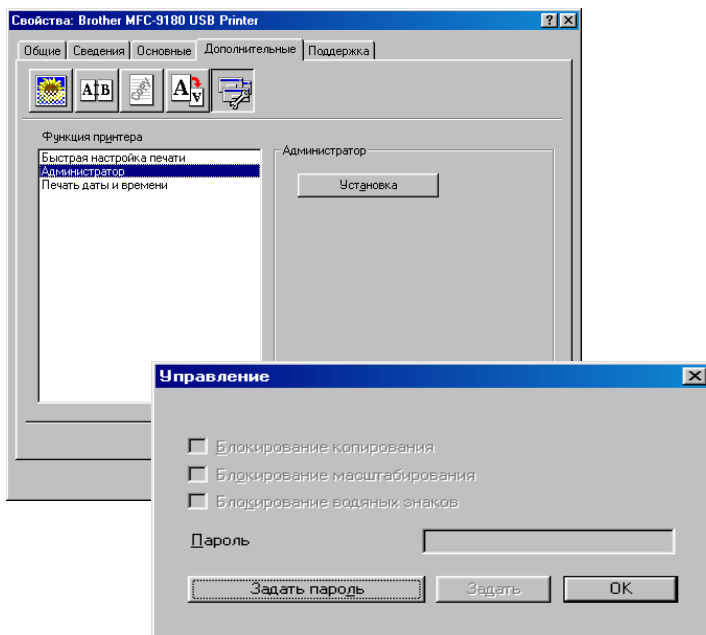 Свойства: Brother MFC-9180 USB Printer
Общие Сведения Основные Дополнительные Поддержка
A B A A
Функция принтера
Администратор
Быстрая настройка печати
Администратор
Печать даты и времени
Установка
Управление
Блокирование копирования
Блокирование масштабирования
Блокирование водяных знаков
Пароль
Задать пароль Задать OK